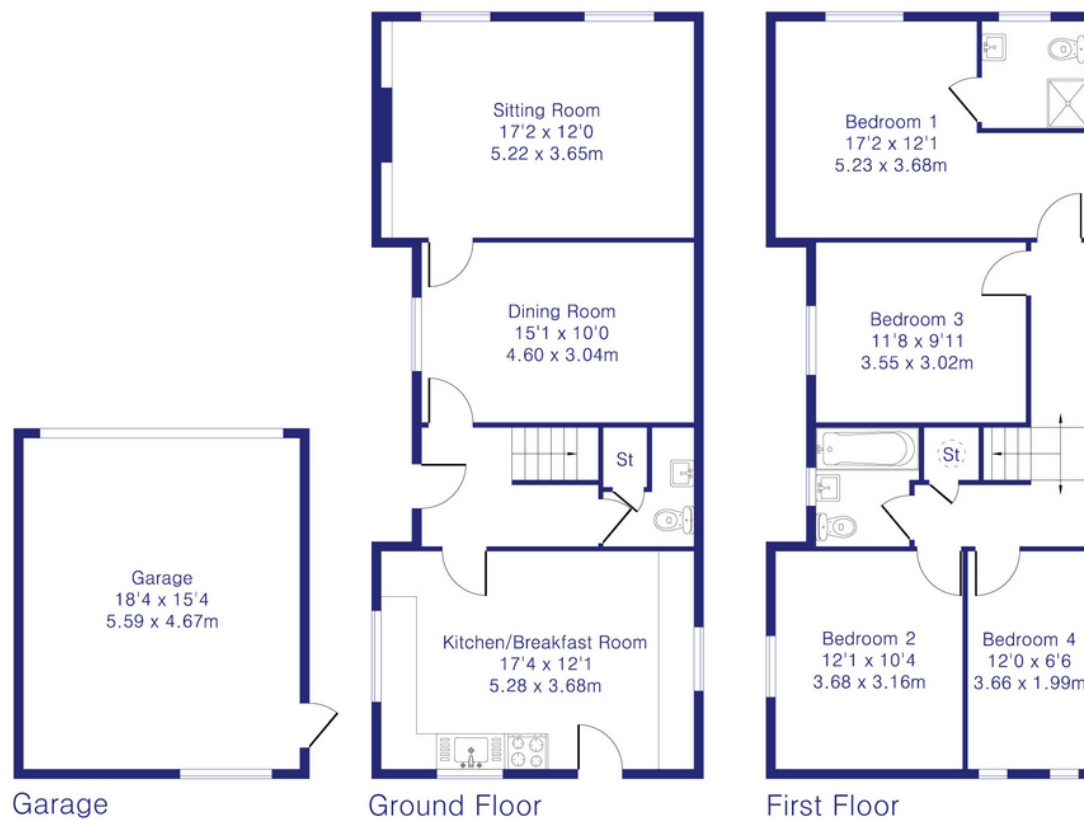 Sitting Room
17'2 x 12'0
5.22 x 3.65m
Dining Room
15'1 x 10'0
4.60 x 3.04m
St
Kitchen/Breakfast Room
17'4 x 12'1
5.28 x 3.68m
Garage
18'4 x 15'4
5.59 x 4.67m
Bedroom 1
17'2 x 12'1
5.23 x 3.68m
Bedroom 3
11'8 x 9'11
3.55 x 3.02m
St
Bedroom 2
12'1 x 10'4
3.68 x 3.16m
Bedroom 4
12'0 x 6'6
3.66 x 1.99m
Garage
Ground Floor
First Floor